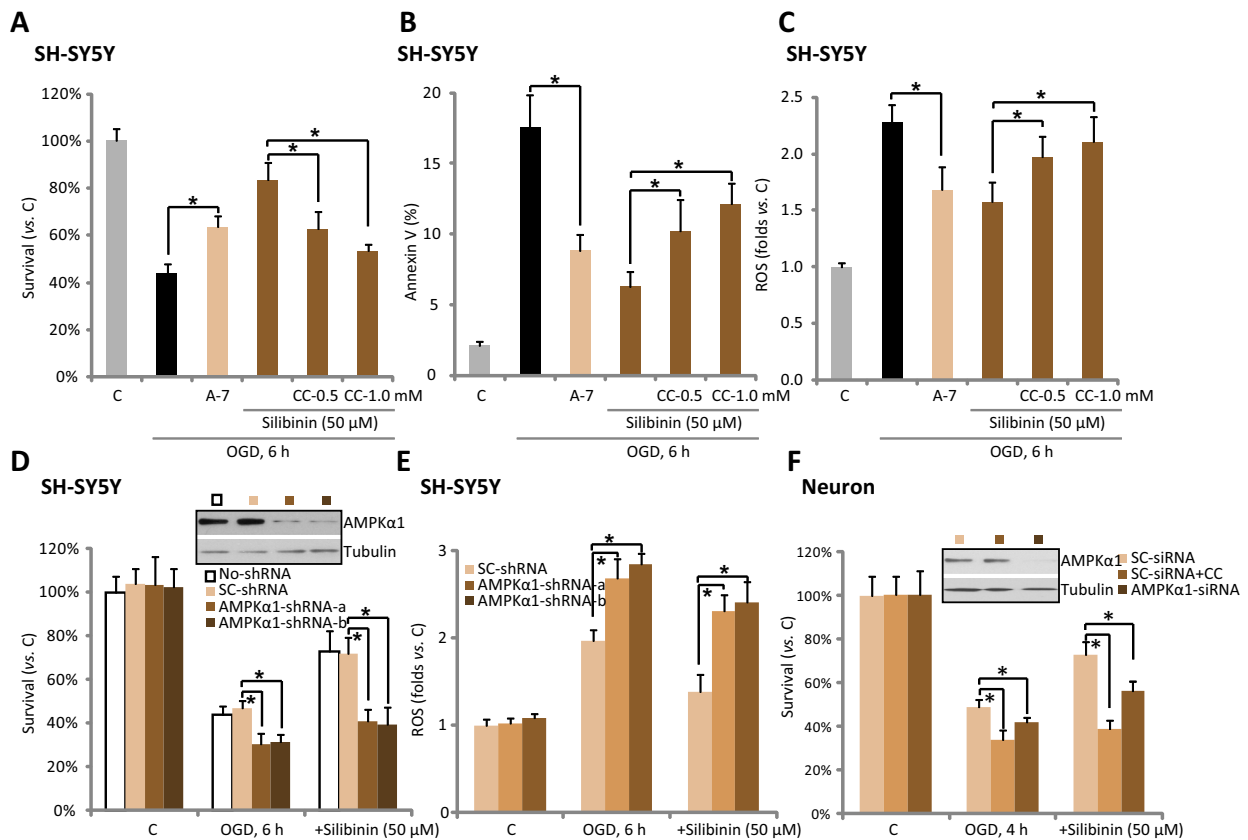 A
SH-SY5Y
Survival (vs. C)
120%
100%
80%
60%
40%
20%
0%
*
*
*
C
A-7
CC-0.5
CC-1.0 mM
Silibinin (50 μM)
OGD, 6 h
B
SH-SY5Y
Annexin V (%)
20
15
10
5
0
*
*
*
C
A-7
CC-0.5
CC-1.0 mM
Silibinin (50 μM)
OGD, 6 h
C
SH-SY5Y
ROS (folds vs. C)
2.5
2.0
1.5
1.0
0.5
0.0
*
*
*
C
A-7
CC-0.5
CC-1.0 mM
Silibinin (50 μM)
OGD, 6 h
D
SH-SY5Y
AMPKα1
Tubulin
No-shRNA
SC-shRNA
AMPKα1-shRNA-a
AMPKα1-shRNA-b
Survival (vs. C)
120%
100%
80%
60%
40%
20%
0%
*
*
*
*
C
OGD, 6 h
+Silibinin (50 μM)
E
SH-SY5Y
SC-shRNA
AMPKα1-shRNA-a
AMPKα1-shRNA-b
ROS (folds vs. C)
3
2
1
0
*
*
*
*
C
OGD, 6 h
+Silibinin (50 μM)
F
Neuron
AMPKα1
Tubulin
SC-siRNA
SC-siRNA+CC
AMPKα1-siRNA
Survival (vs. C)
120%
100%
80%
60%
40%
20%
0%
*
*
*
*
C
OGD, 4 h
+Silibinin (50 μM)